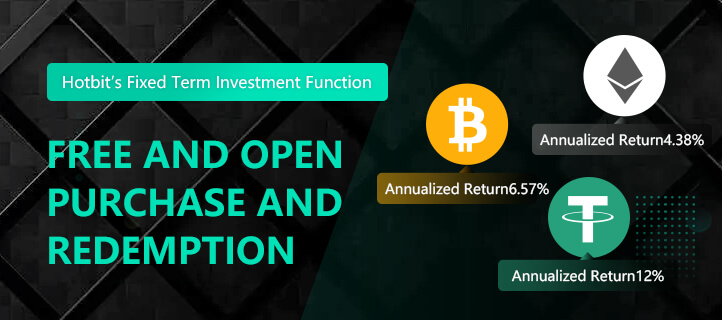 Hotbit's Fixed Term Investment Function
FREE AND OPEN
PURCHASE AND
REDEMPTION
Annualized Return4.38%
Annualized Return6.57%
Annualized Return12%